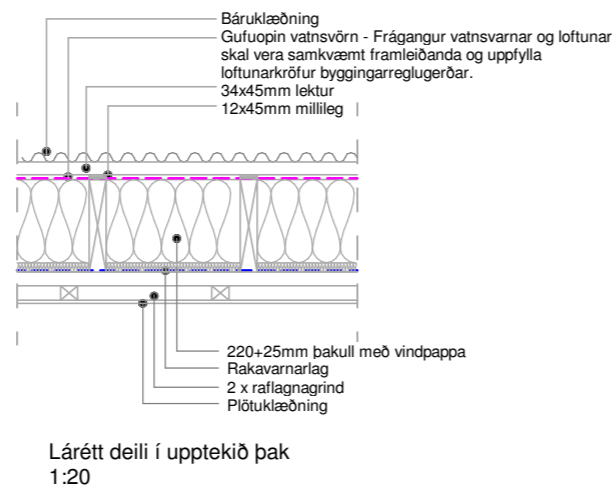 Báruklæðning
Gufuopin vatnsvörn - Frágangur vatnsvarnar og loftunar
skal vera samkvæmt framleiðanda og uppfylla
loftunarkröfur byggingarreglugerðar.
34x45mm lektur
12x45mm millileg
220+25mm þakull með vindpappa
Rakavarnarlag
2 x raflagnagrind
Plötuklæðning
Lárétt deili í upptekið þak
1:20